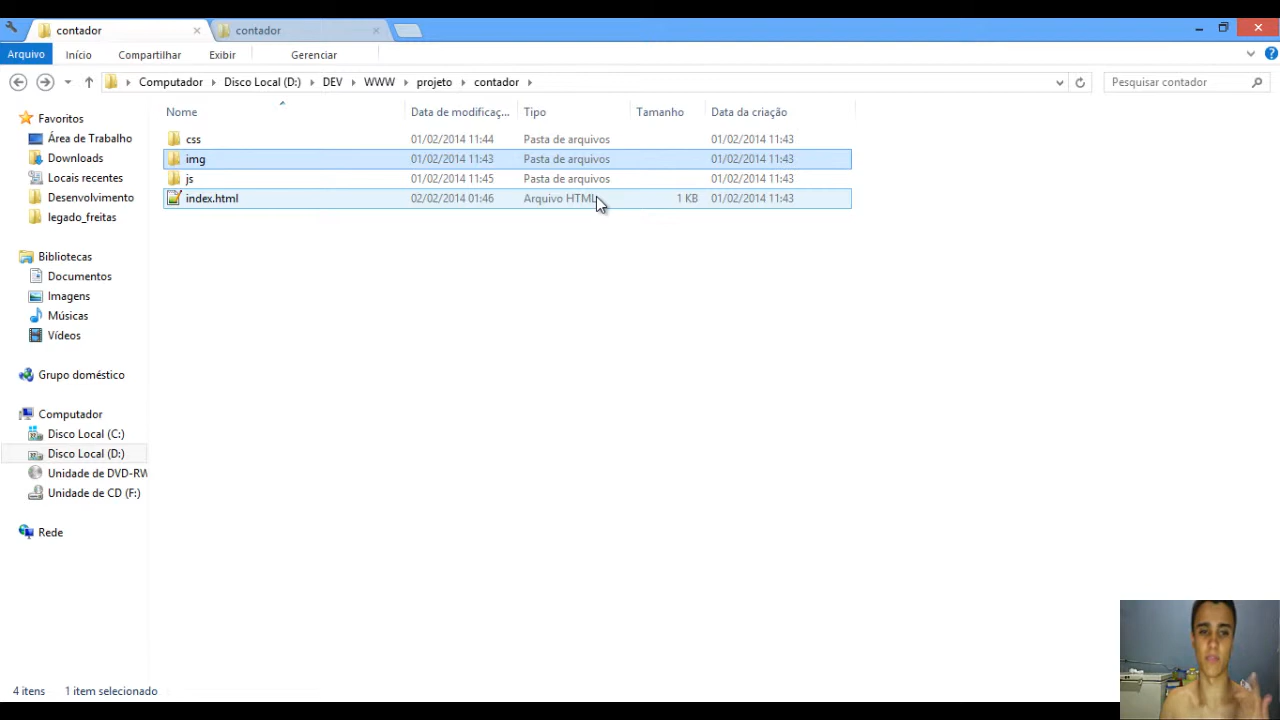 contador
contador
Arquivo Início Compartilhar Exibir Gerenciar
Computador Disco Local (D:) DEV WWW projeto contador
Pesquisar contador
Nome Data de modificaç... Tipo Tamanho Data da criação
css 01/02/2014 11:44 Pasta de arquivos 01/02/2014 11:43
img 01/02/2014 11:43 Pasta de arquivos 01/02/2014 11:43
js 01/02/2014 11:45 Pasta de arquivos 01/02/2014 11:43
index.html 02/02/2014 01:46 Arquivo HTML 1 KB 01/02/2014 11:43
Favoritos
Área de Trabalho
Downloads
Locais recentes
Desenvolvimento
legado_freitas
Bibliotecas
Documentos
Imagens
Músicas
Vídeos
Grupo doméstico
Computador
Disco Local (C:)
Disco Local (D:)
Unidade de DVD-RW
Unidade de CD (F:)
Rede
4 itens 1 item selecionado